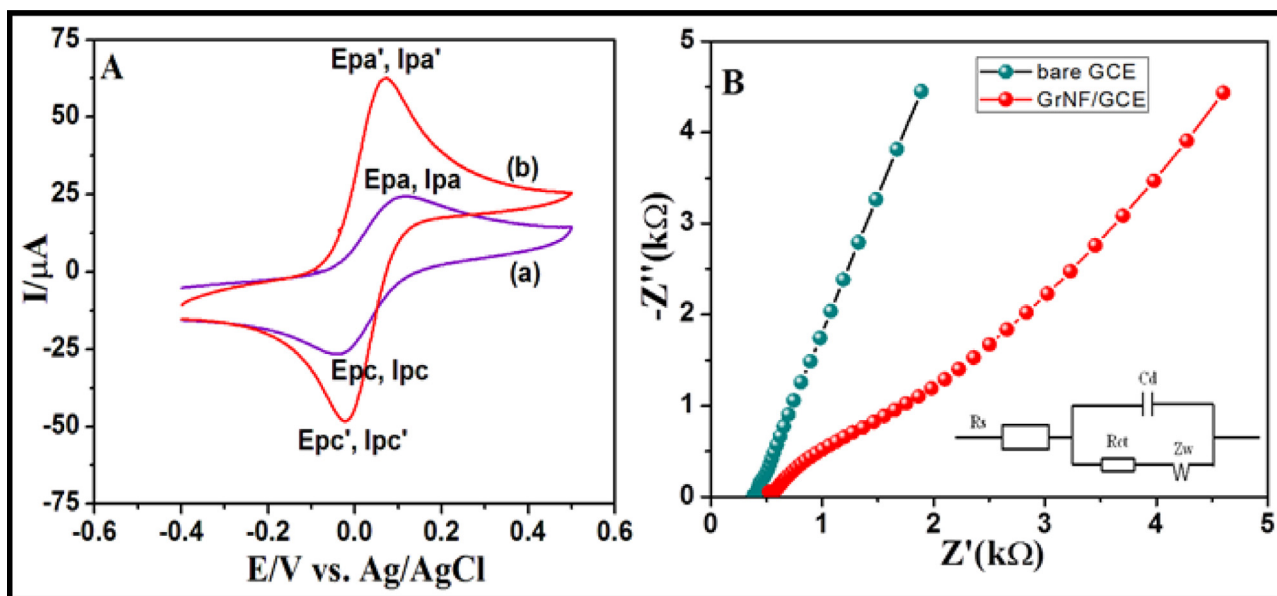 A
Epa', Ipa'
(b)
Epa, Ipa
(a)
Epc, Ipc
Epc', Ipc'
75
50
25
0
-25
-50
-75
I/μA
-0.6
-0.4
-0.2
0.0
0.2
0.4
0.6
E/V vs. Ag/AgCl
B
bare GCE
GrNF/GCE
5
4
3
2
1
0
-Z''(kΩ)
Cd
Rs
Rct
Zw
0
1
2
3
4
5
Z'(kΩ)